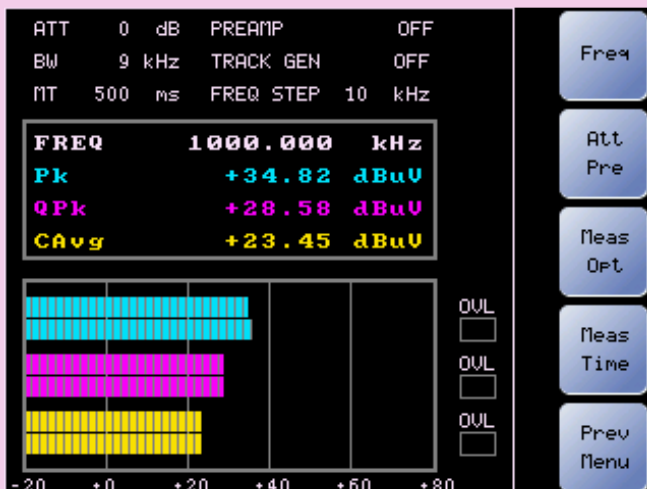 ATT 0 dB PREAMP OFF
BW 9 kHz TRACK GEN OFF
MT 500 ms FREQ STEP 10 kHz
FREQ 1000.000 kHz
Pk +34.82 dBuV
QPk +28.58 dBuV
CAvg +23.45 dBuV
OVL
OVL
OVL
-20 +0 +20 +40 +60 +80
Freq
Att
Pre
Meas
Opt
Meas
Time
Prev
Menu